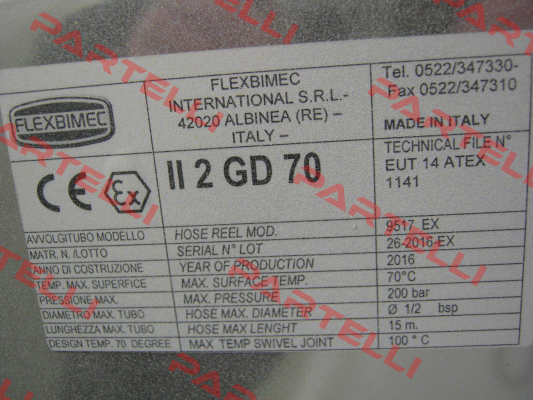 FLEXBIMEC
FLEXBIMEC
INTERNATIONAL S.R.L.-
42020 ALBINEA (RE) –
ITALY –
Tel. 0522/347330-
Fax 0522/347310
MADE IN ITALY
CE Ex
II 2 GD 70
TECHNICAL FILE N°
EUT 14 ATEX
1141
AVVOLGITUBO MODELLO HOSE REEL MOD. 9517 EX
MATR. N. /LOTTO SERIAL N° LOT 26-2016-EX
ANNO DI COSTRUZIONE YEAR OF PRODUCTION 2016
TEMP. MAX. SUPERFICE MAX. SURFACE TEMP. 70°C
PRESSIONE MAX. MAX. PRESSURE 200 bar
DIAMETRO MAX. TUBO HOSE MAX. DIAMETER Ø 1/2 bsp
LUNGHEZZA MAX. TUBO HOSE MAX LENGHT 15 m.
DESIGN TEMP. 70 DEGREE MAX TEMP SWIVEL JOINT 100 ° C
PARTELLI
PARTELLI
PARTELLI
PARTELLI